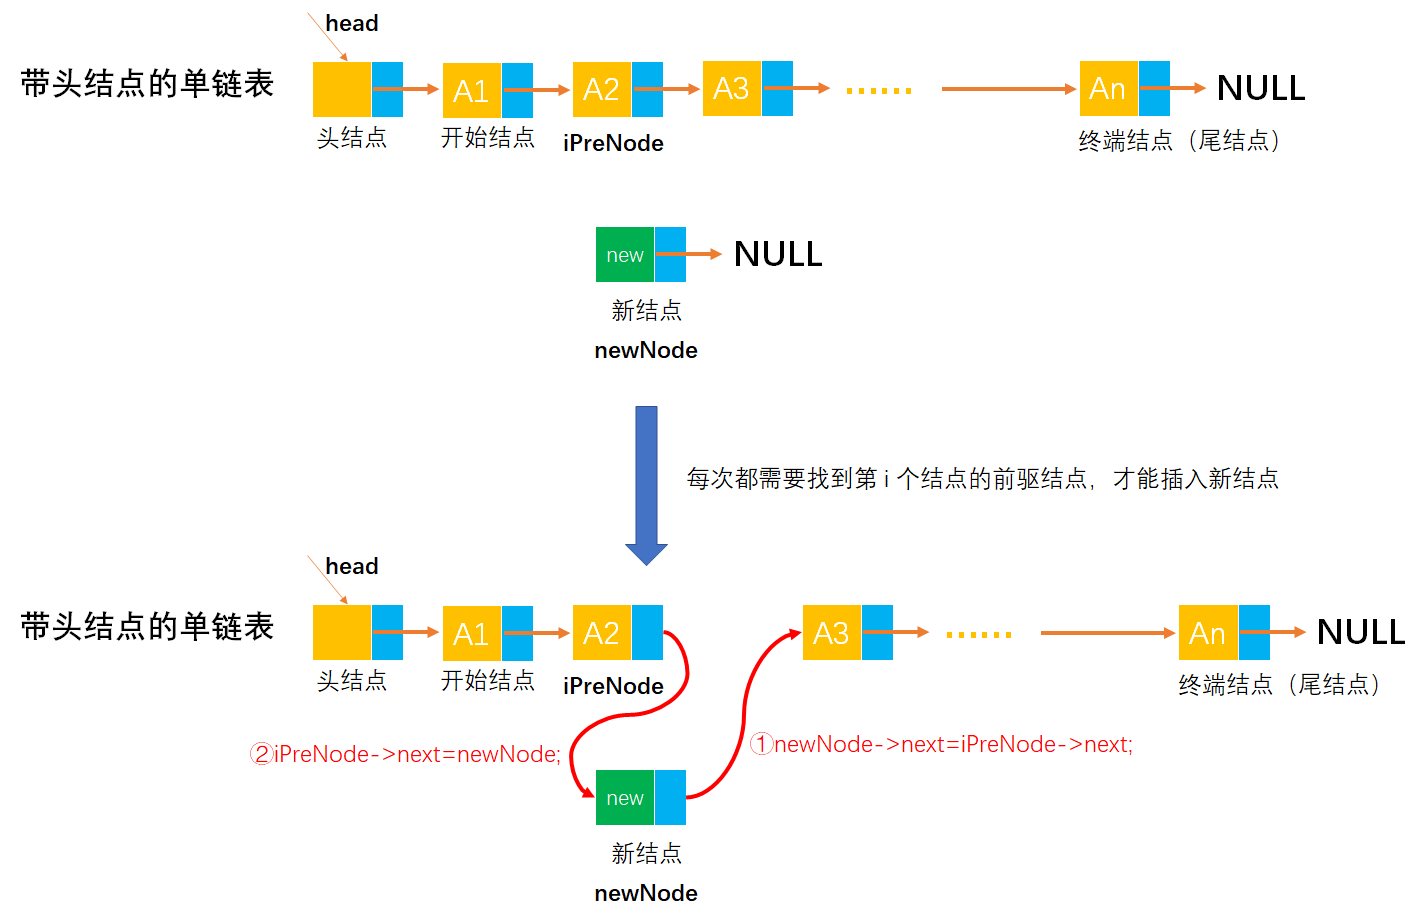 head
带头结点的单链表
A1
A2
A3
······
An
NULL
头结点
开始结点
iPreNode
终端结点（尾结点）
new
NULL
新结点
newNode
每次都需要找到第 i 个结点的前驱结点，才能插入新结点
head
带头结点的单链表
A1
A2
A3
······
An
NULL
头结点
开始结点
iPreNode
终端结点（尾结点）
②iPreNode->next=newNode;
①newNode->next=iPreNode->next;
new
新结点
newNode